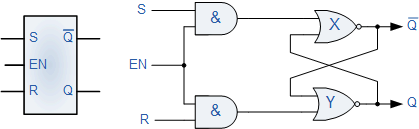 S Q̅
EN
R Q
S & X Q̅
EN
R & Y Q